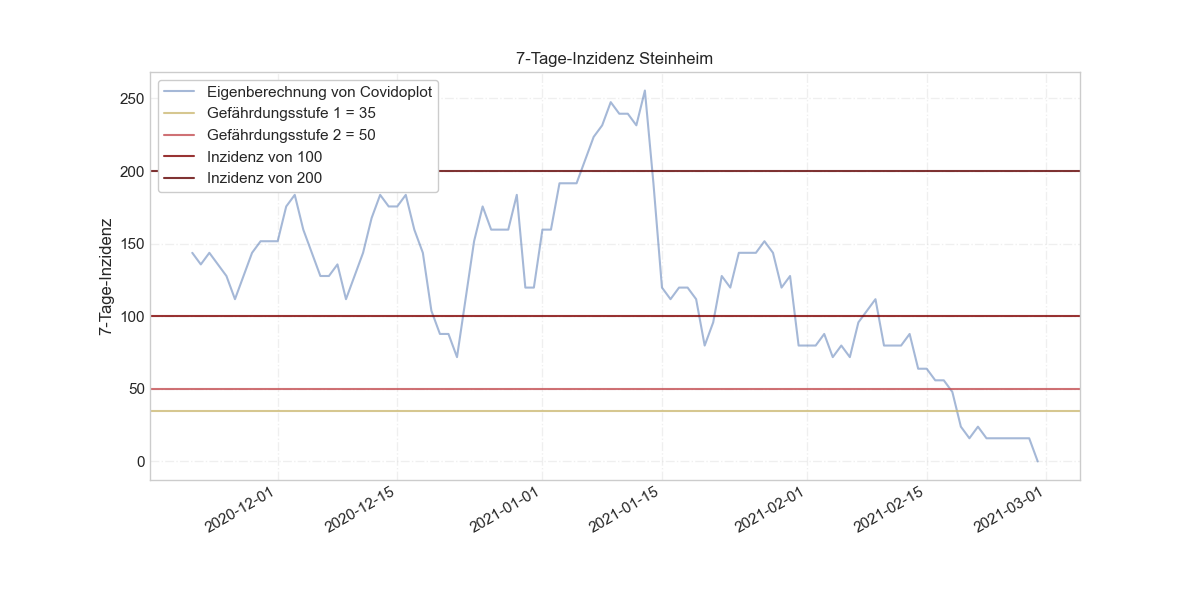 7-Tage-Inzidenz Steinheim
Eigenberechnung von Covidoplot
Gefährdungsstufe 1 = 35
Gefährdungsstufe 2 = 50
Inzidenz von 100
Inzidenz von 200
7-Tage-Inzidenz
250
200
150
100
50
0
2020-12-01
2020-12-15
2021-01-01
2021-01-15
2021-02-01
2021-02-15
2021-03-01